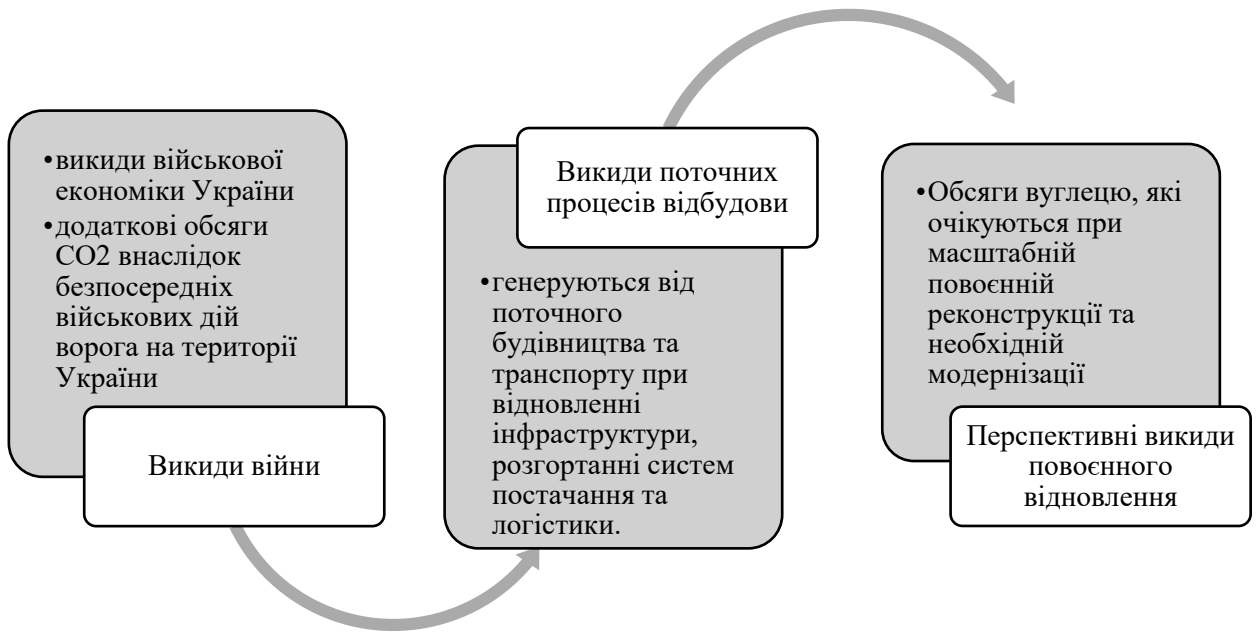 •викиди військової
економіки України
•додаткові обсяги
СО2 внаслідок
безпосередніх
військових дій
ворога на території
України
Викиди війни
Викиди поточних
процесів відбудови
•генеруються від
поточного
будівництва та
транспорту при
відновленні
інфраструктури,
розгортанні систем
постачання та
логістики.
•Обсяги вуглецю, які
очікуються при
масштабній
повоєнній
реконструкції та
необхідній
модернізації
Перспективні викиди
повоєнного
відновлення